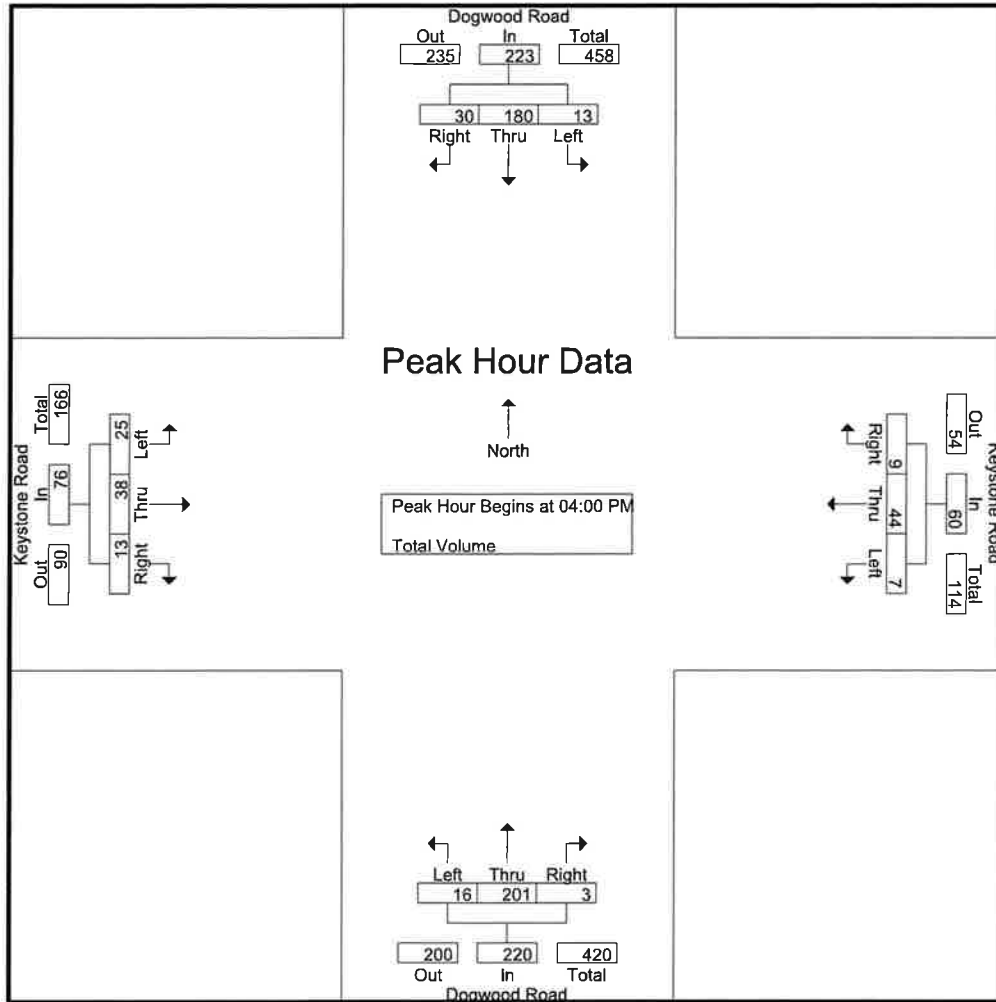 Dogwood Road
Out In Total
235 223 458
30 180 13
Right Thru Left
Peak Hour Data
North
Peak Hour Begins at 04:00 PM
Total Volume
Keystone Road
Total In Out
166 76 90
25 38 13
Left Thru Right
Keystone Road
Out In Total
54 60 114
9 44 7
Right Thru Left
Left Thru Right
16 201 3
200 220 420
Out In Total
Dogwood Road